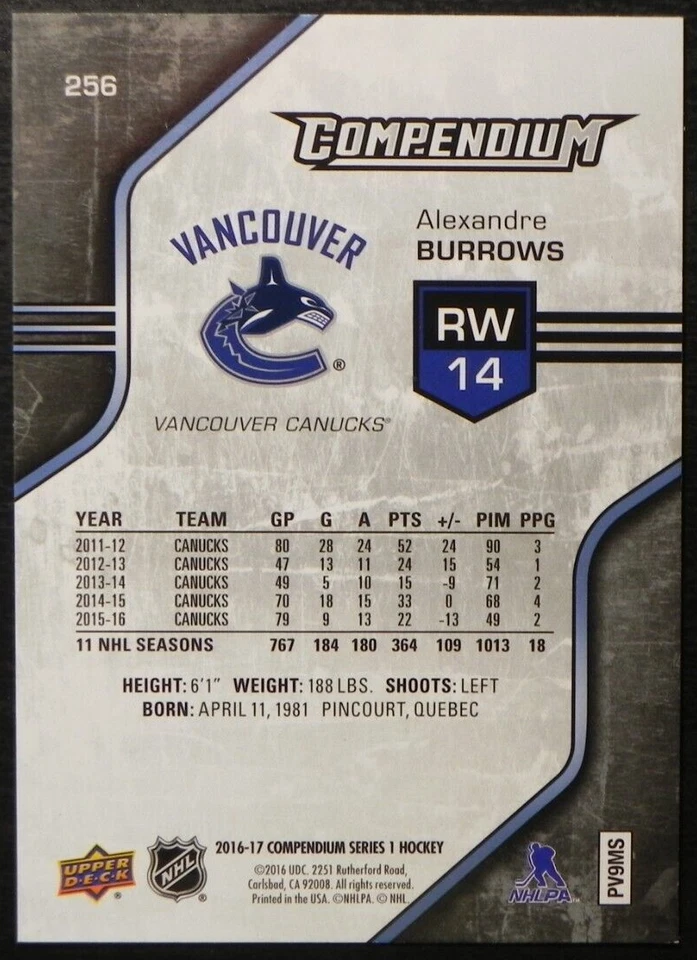 256
COMPENDIUM
VANCOUVER
®
Alexandre
BURROWS
RW
14
VANCOUVER CANUCKS®
YEAR TEAM GP G A PTS +/- PIM PPG
2011-12 CANUCKS 80 28 24 52 24 90 3
2012-13 CANUCKS 47 13 11 24 15 54 1
2013-14 CANUCKS 49 5 10 15 -9 71 2
2014-15 CANUCKS 70 18 15 33 0 68 4
2015-16 CANUCKS 79 9 13 22 -13 49 2
11 NHL SEASONS 767 184 180 364 109 1013 18
HEIGHT: 6'1" WEIGHT: 188 LBS. SHOOTS: LEFT
BORN: APRIL 11, 1981 PINCOURT, QUEBEC
UPPER
DECK
®
NHL
®
2016-17 COMPENDIUM SERIES 1 HOCKEY
©2016 UDC. 2251 Rutherford Road,
Carlsbad, CA 92008. All rights reserved.
Printed in the USA. ©NHLPA. © NHL.
NHLPA™
PV9MS